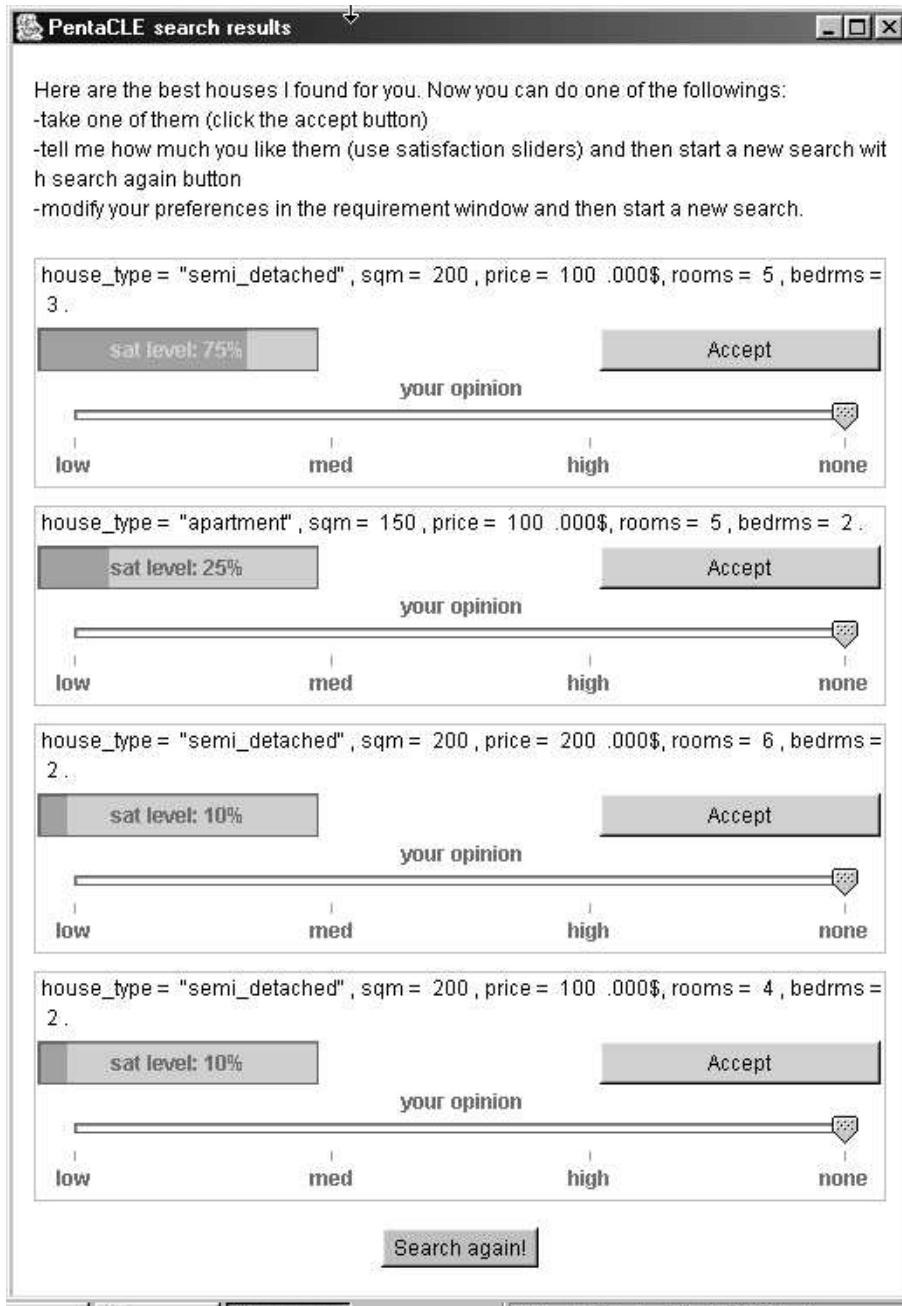 PentaCLE search results
Here are the best houses I found for you. Now you can do one of the followings:
-take one of them (click the accept button)
-tell me how much you like them (use satisfaction sliders) and then start a new search wit
h search again button
-modify your preferences in the requirement window and then start a new search.
house_type = "semi_detached" , sqm = 200 , price = 100 .000$, rooms = 5 , bedrms =
3 .
sat level: 75% Accept
your opinion
low med high none
house_type = "apartment" , sqm = 150 , price = 100 .000$, rooms = 5 , bedrms = 2 .
sat level: 25% Accept
your opinion
low med high none
house_type = "semi_detached" , sqm = 200 , price = 200 .000$, rooms = 6 , bedrms =
2 .
sat level: 10% Accept
your opinion
low med high none
house_type = "semi_detached" , sqm = 200 , price = 100 .000$, rooms = 4 , bedrms =
2 .
sat level: 10% Accept
your opinion
low med high none
Search again!